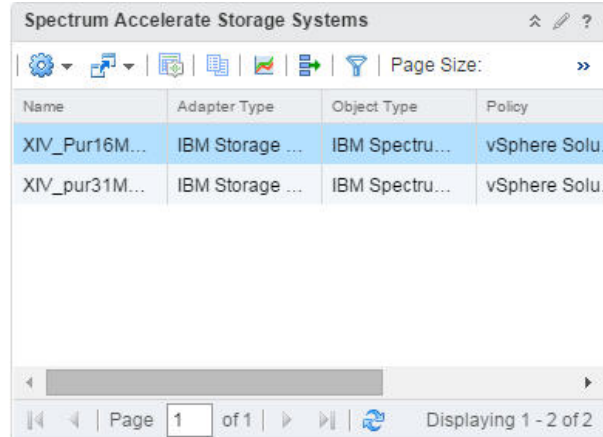 Spectrum Accelerate Storage Systems ?
Page Size: »
Name Adapter Type Object Type Policy
XIV_Pur16M... IBM Storage ... IBM Spectru... vSphere Solu.
XIV_pur31M... IBM Storage ... IBM Spectru... vSphere Solu.
Page 1 of 1 Displaying 1 - 2 of 2